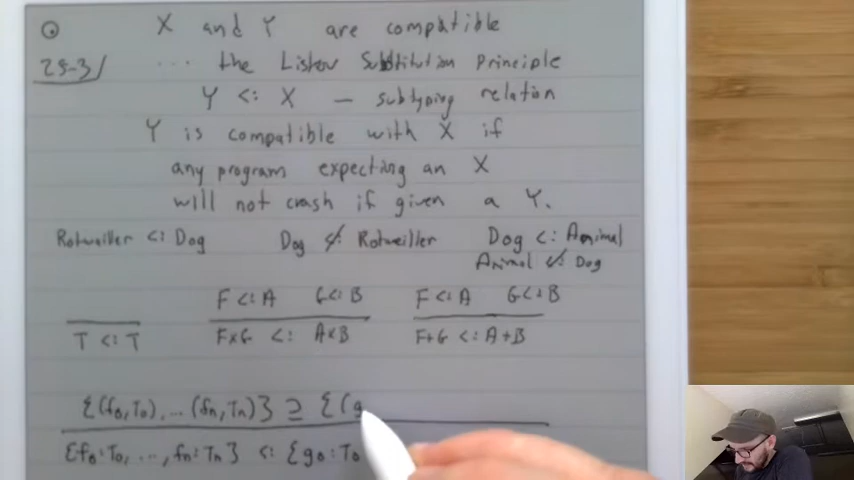 ⊙ X and Y are compatible
25-3/ ... the Liskov Substitution Principle
Y <: X — subtyping relation
Y is compatible with X if
any program expecting an X
will not crash if given a Y.
Rotweiller <: Dog Dog ≮: Rotweiller Dog <: Animal
Animal ≮: Dog
F <: A G <: B F <: A G <: B
T <: T F×G <: A×B F+G <: A+B
{(f₀,T₀), ... (fₙ,Tₙ)} ⊇ {(g
{f₀:T₀, ..., fₙ:Tₙ} <: {g₀:T₀